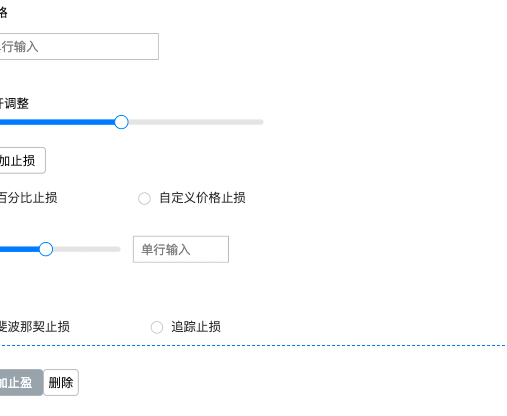 格
行输入
调整
加止损
百分比止损
自定义价格止损
单行输入
斐波那契止损
追踪止损
加止盈 删除